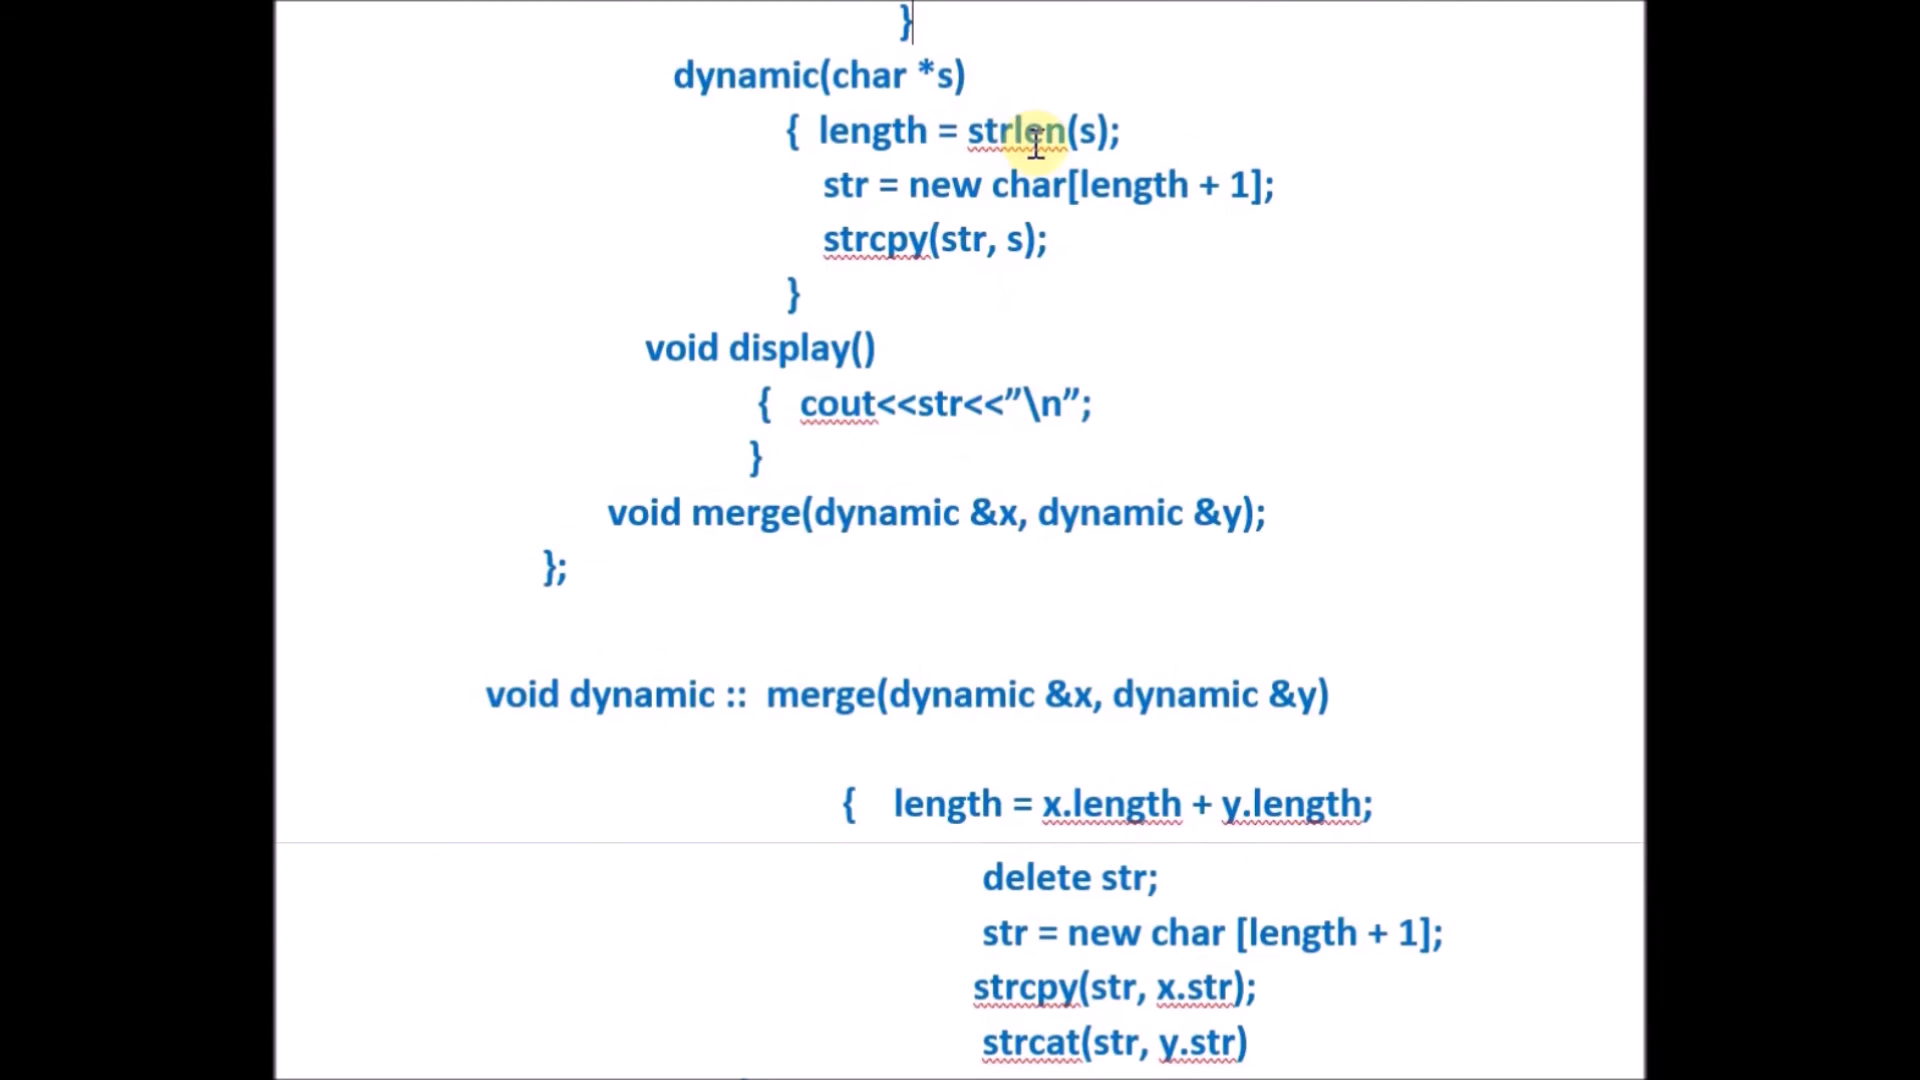 }
dynamic(char *s)
{ length = strlen(s);
str = new char[length + 1];
strcpy(str, s);
}
void display()
{ cout<<str<<”\n”;
}
void merge(dynamic &x, dynamic &y);
};
void dynamic :: merge(dynamic &x, dynamic &y)
{ length = x.length + y.length;
delete str;
str = new char [length + 1];
strcpy(str, x.str);
strcat(str, y.str)